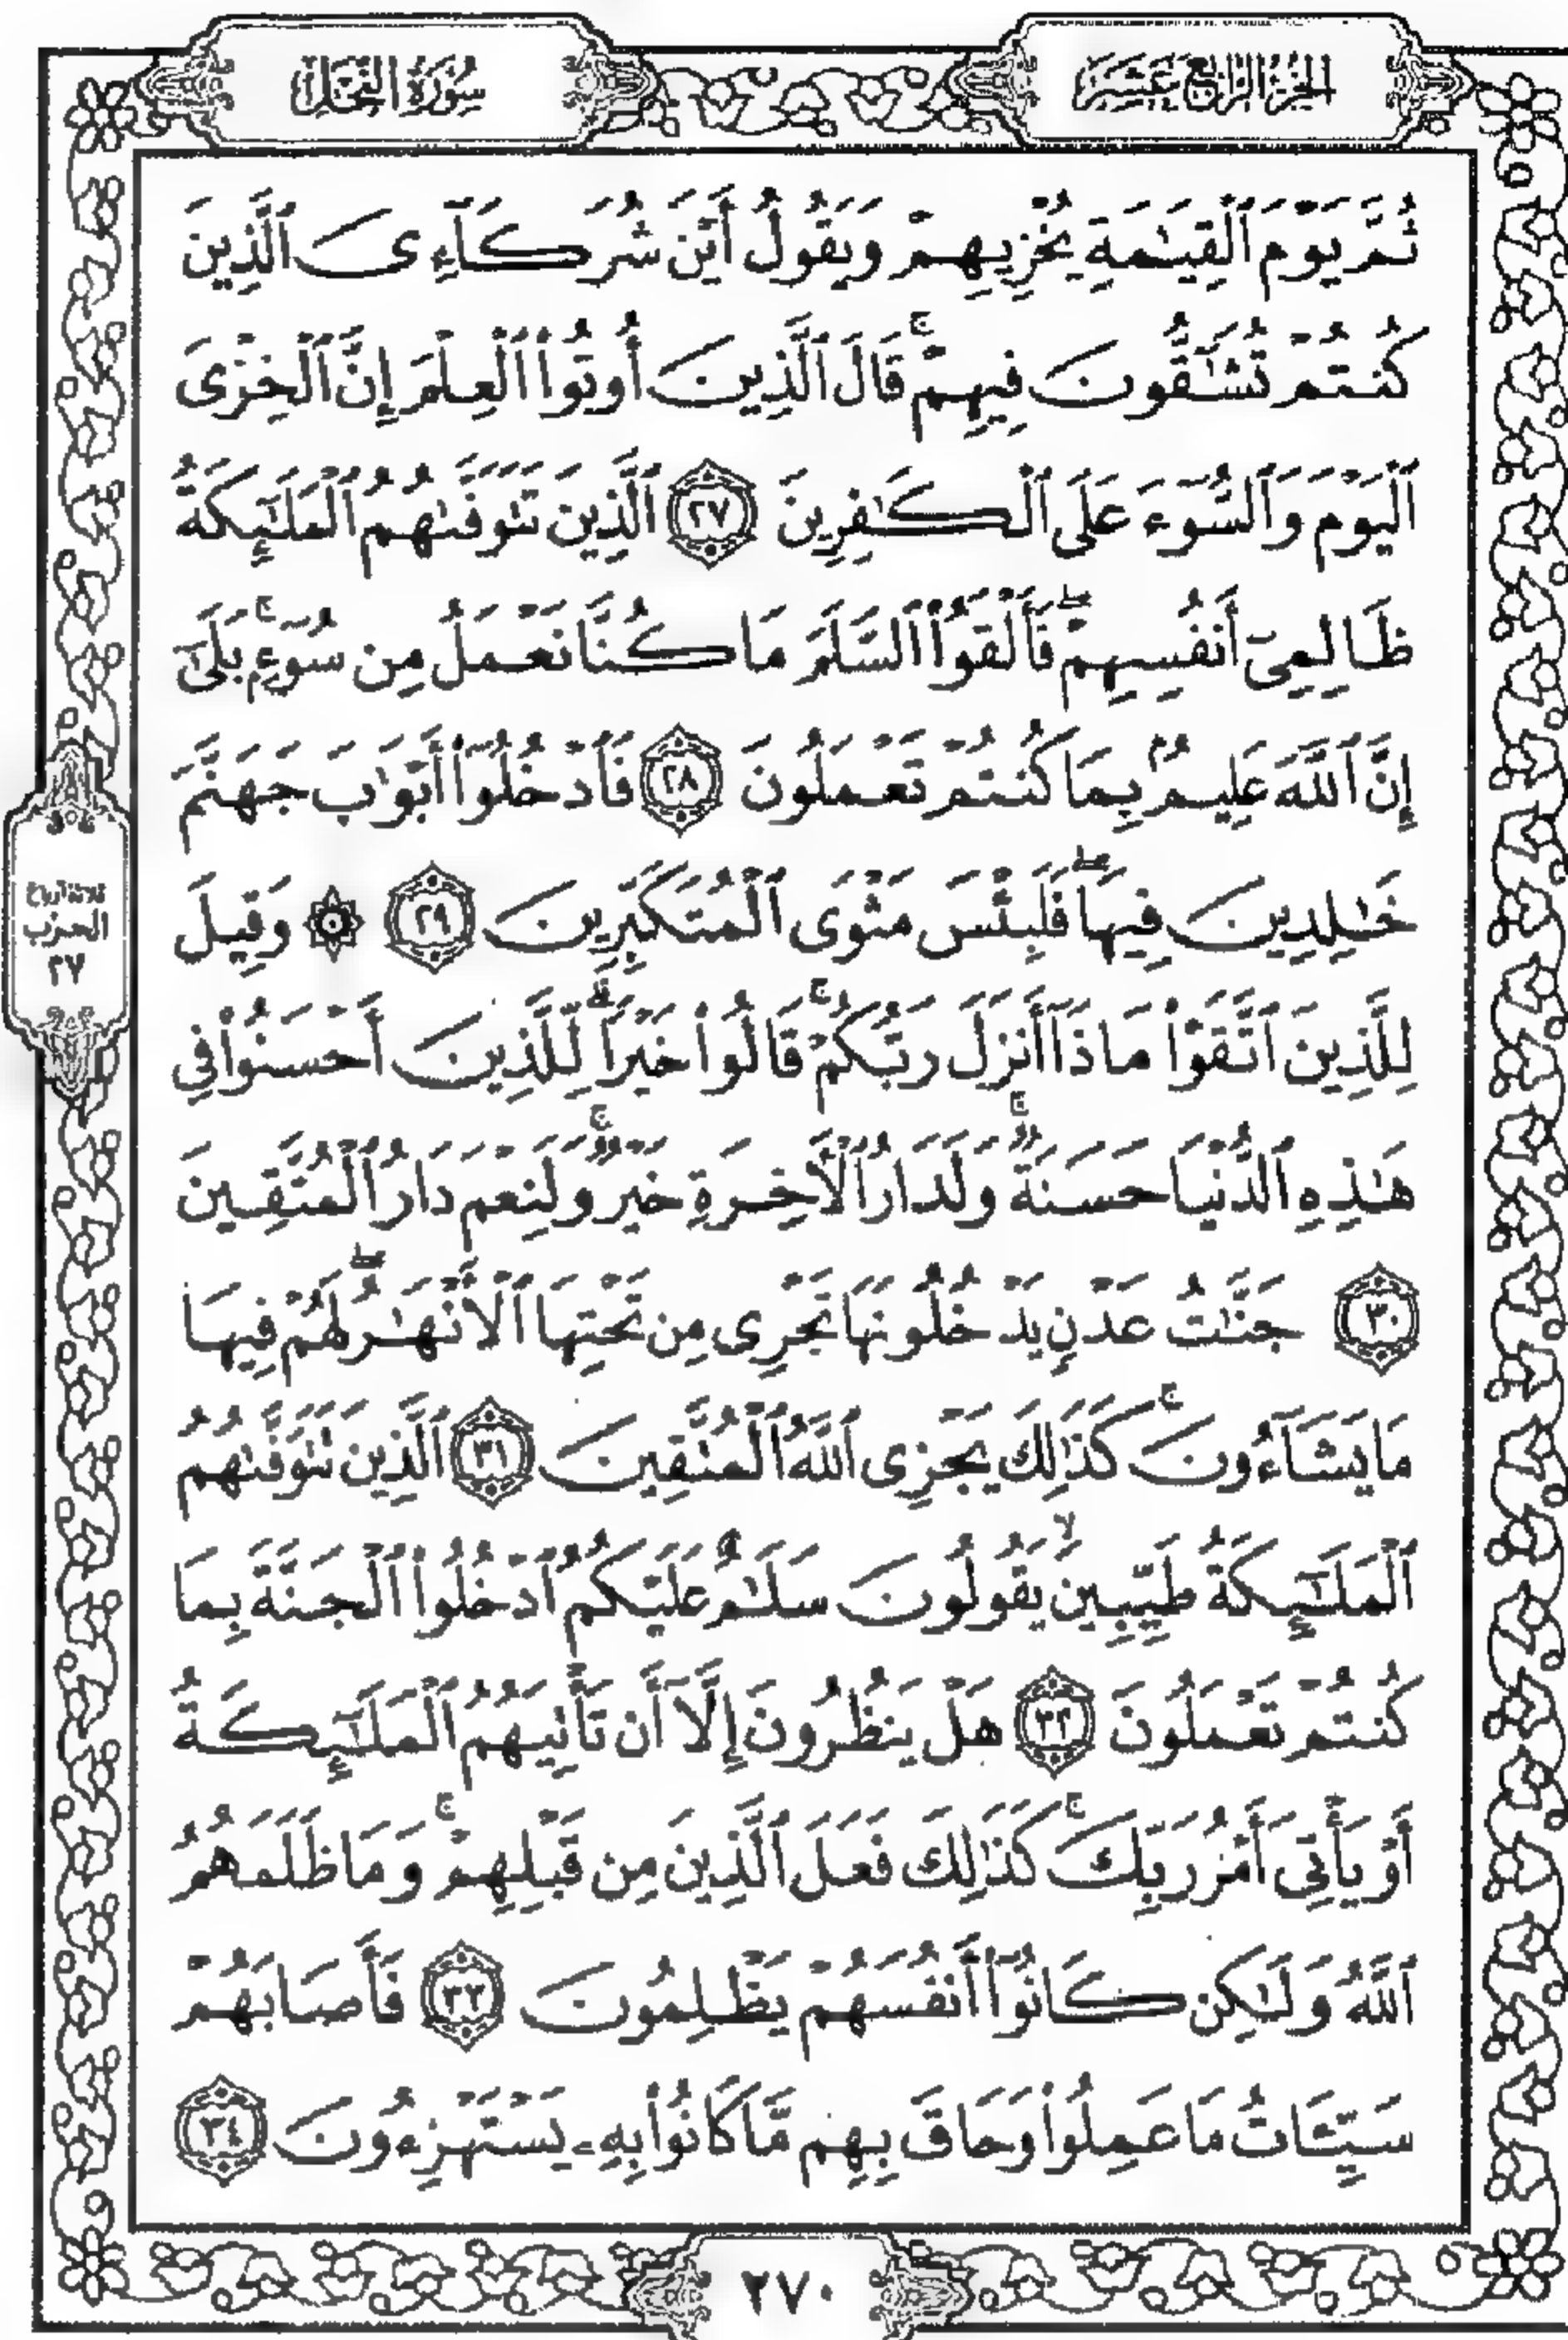 الجزء الرابع عشر
سورة النحل
ثُمَّ يَوْمَ ٱلْقِيَٰمَةِ يُخْزِيهِمْ وَيَقُولُ أَيْنَ شُرَكَآءِىَ ٱلَّذِينَ
كُنتُمْ تُشَٰٓقُّونَ فِيهِمْ ۚ قَالَ ٱلَّذِينَ أُوتُوا۟ ٱلْعِلْمَ إِنَّ ٱلْخِزْىَ
ٱلْيَوْمَ وَٱلسُّوٓءَ عَلَى ٱلْكَٰفِرِينَ ٢٧ ٱلَّذِينَ تَتَوَفَّىٰهُمُ ٱلْمَلَٰٓئِكَةُ
ظَالِمِىٓ أَنفُسِهِمْ ۖ فَأَلْقَوُا۟ ٱلسَّلَمَ مَا كُنَّا نَعْمَلُ مِن سُوٓءٍۭ ۚ بَلَىٰٓ
إِنَّ ٱللَّهَ عَلِيمٌۢ بِمَا كُنتُمْ تَعْمَلُونَ ٢٨ فَٱدْخُلُوٓا۟ أَبْوَٰبَ جَهَنَّمَ
خَٰلِدِينَ فِيهَا ۖ فَلَبِئْسَ مَثْوَى ٱلْمُتَكَبِّرِينَ ٢٩ ۞ وَقِيلَ
لِلَّذِينَ ٱتَّقَوْا۟ مَاذَآ أَنزَلَ رَبُّكُمْ ۚ قَالُوا۟ خَيْرًا ۗ لِّلَّذِينَ أَحْسَنُوا۟ فِى
هَٰذِهِ ٱلدُّنْيَا حَسَنَةٌ ۚ وَلَدَارُ ٱلْءَاخِرَةِ خَيْرٌ ۚ وَلَنِعْمَ دَارُ ٱلْمُتَّقِينَ
٣٠ جَنَّٰتُ عَدْنٍ يَدْخُلُونَهَا تَجْرِى مِن تَحْتِهَا ٱلْأَنْهَٰرُ ۖ لَهُمْ فِيهَا
مَا يَشَآءُونَ ۚ كَذَٰلِكَ يَجْزِى ٱللَّهُ ٱلْمُتَّقِينَ ٣١ ٱلَّذِينَ تَتَوَفَّىٰهُمُ
ٱلْمَلَٰٓئِكَةُ طَيِّبِينَ ۙ يَقُولُونَ سَلَٰمٌ عَلَيْكُمُ ٱدْخُلُوا۟ ٱلْجَنَّةَ بِمَا
كُنتُمْ تَعْمَلُونَ ٣٢ هَلْ يَنظُرُونَ إِلَّآ أَن تَأْتِيَهُمُ ٱلْمَلَٰٓئِكَةُ
أَوْ يَأْتِىَ أَمْرُ رَبِّكَ ۚ كَذَٰلِكَ فَعَلَ ٱلَّذِينَ مِن قَبْلِهِمْ ۚ وَمَا ظَلَمَهُمُ
ٱللَّهُ وَلَٰكِن كَانُوٓا۟ أَنفُسَهُمْ يَظْلِمُونَ ٣٣ فَأَصَابَهُمْ
سَيِّـَٔاتُ مَا عَمِلُوا۟ وَحَاقَ بِهِم مَّا كَانُوا۟ بِهِۦ يَسْتَهْزِءُونَ ٣٤
ثلاثة أرباع
الحزب
٢٧
٢٧٠